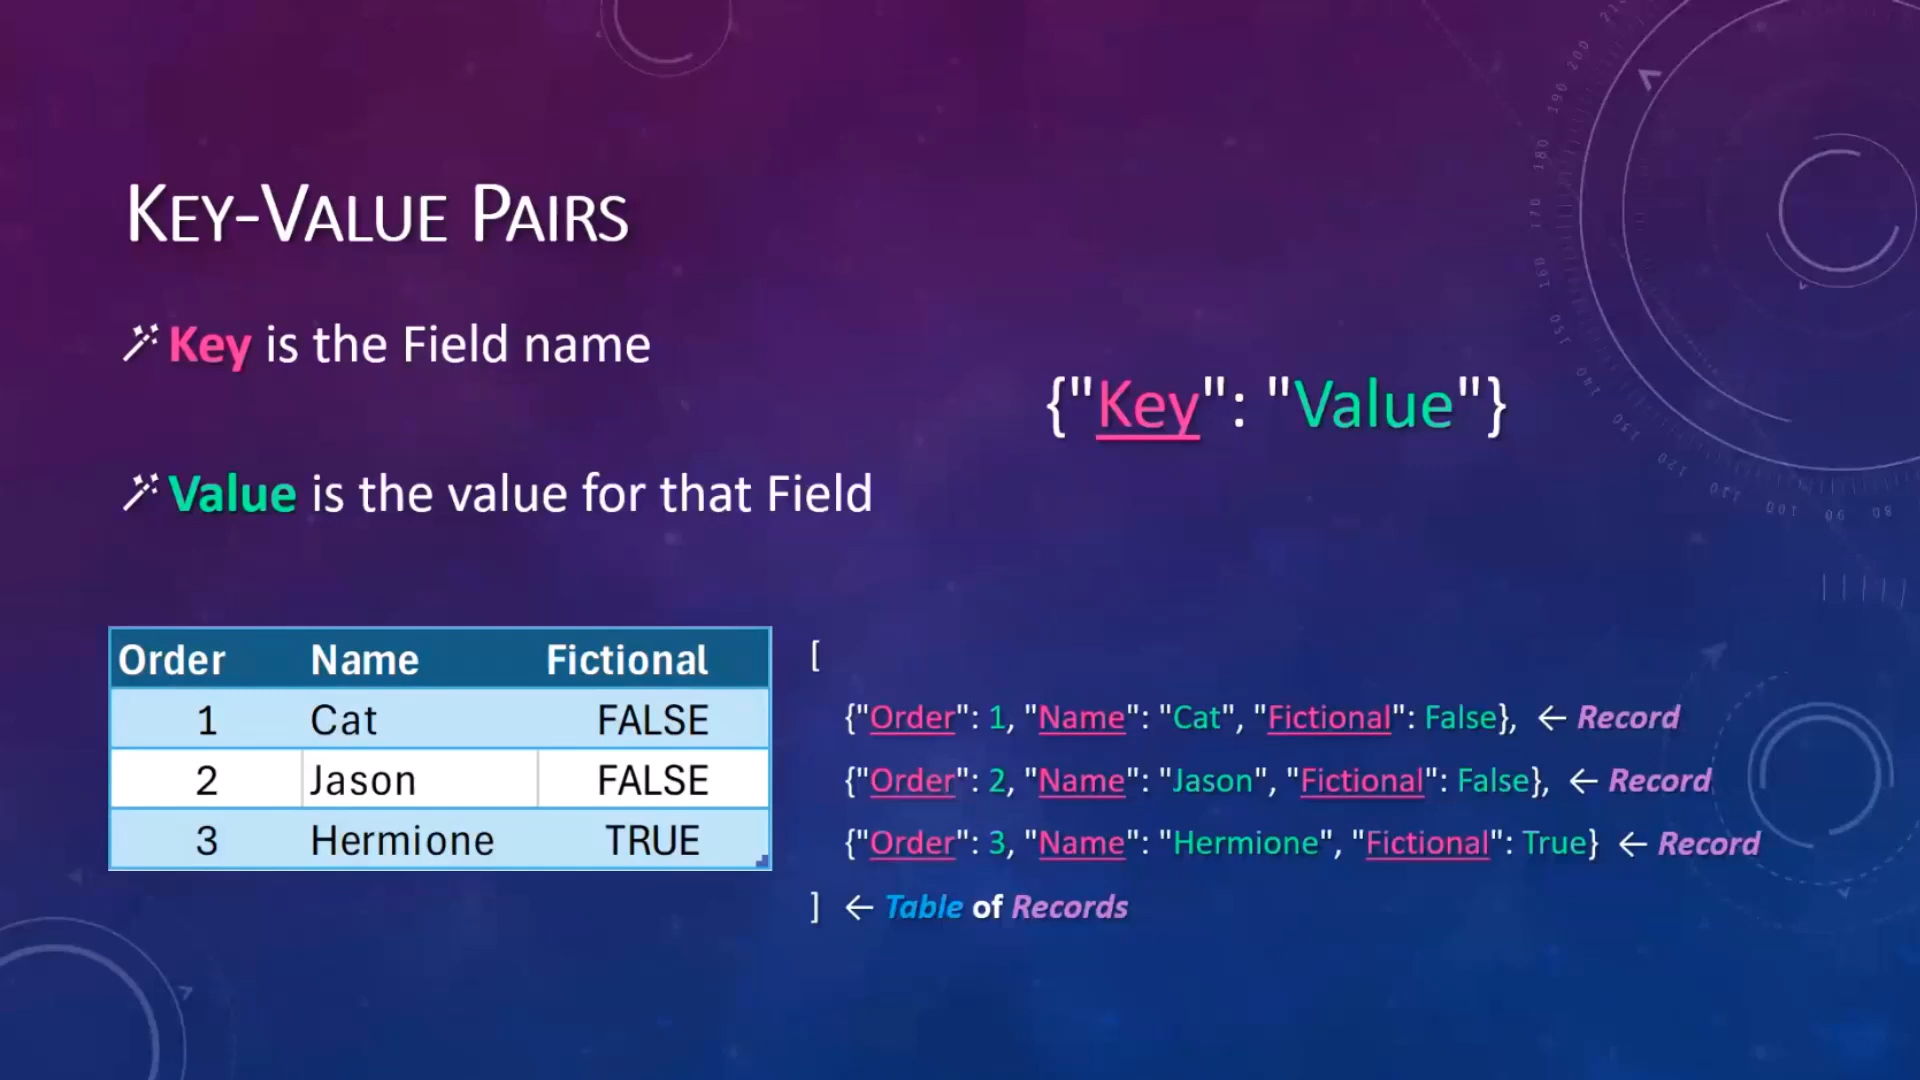 KEY-VALUE PAIRS
Key is the Field name
Value is the value for that Field
{"Key": "Value"}
Order Name Fictional
1 Cat FALSE
2 Jason FALSE
3 Hermione TRUE
[
{"Order": 1, "Name": "Cat", "Fictional": False}, ← Record
{"Order": 2, "Name": "Jason", "Fictional": False}, ← Record
{"Order": 3, "Name": "Hermione", "Fictional": True} ← Record
] ← Table of Records